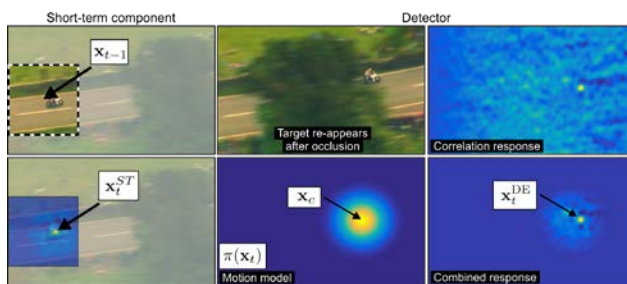 Short-term component
Detector
x_{t−1}
Target re-appears
after occlusion
Correlation response
x_t^{ST}
x_c
π(x_t)
Motion model
x_t^{DE}
Combined response